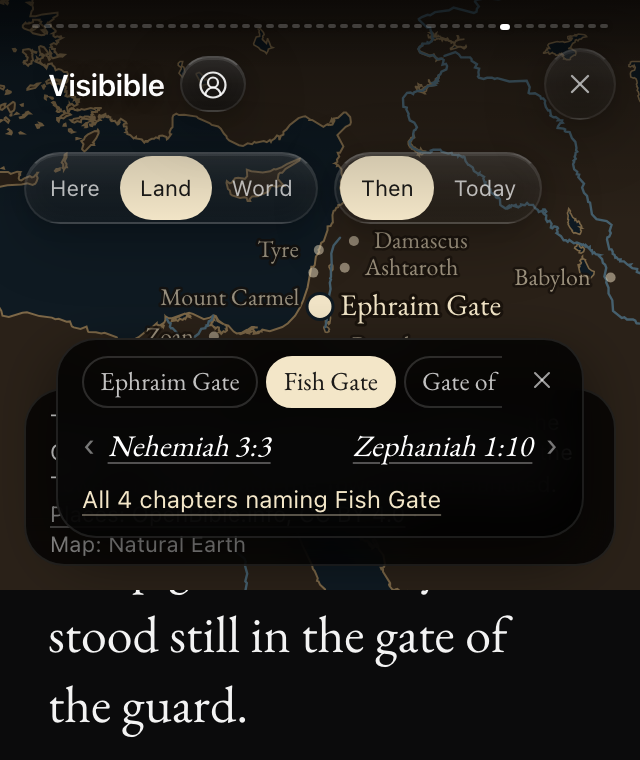 Visibible
Here Land World Then Today
Tyre Damascus
Ashtaroth
Babylon
Mount Carmel Ephraim Gate
Zoan
Ephraim Gate Fish Gate Gate of
Nehemiah 3:3 Zephaniah 1:10
All 4 chapters naming Fish Gate
Map: Natural Earth
stood still in the gate of
the guard.